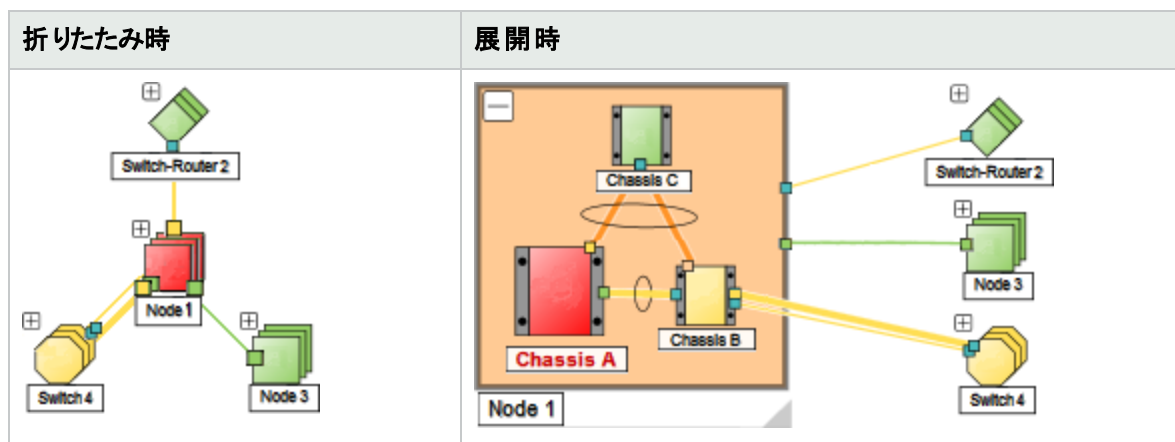 折りたたみ時
展開時
Switch-Router 2
Node 1
Switch 4
Node 3
Chassis C
Chassis A
Chassis B
Node 1
Switch-Router 2
Node 3
Switch 4